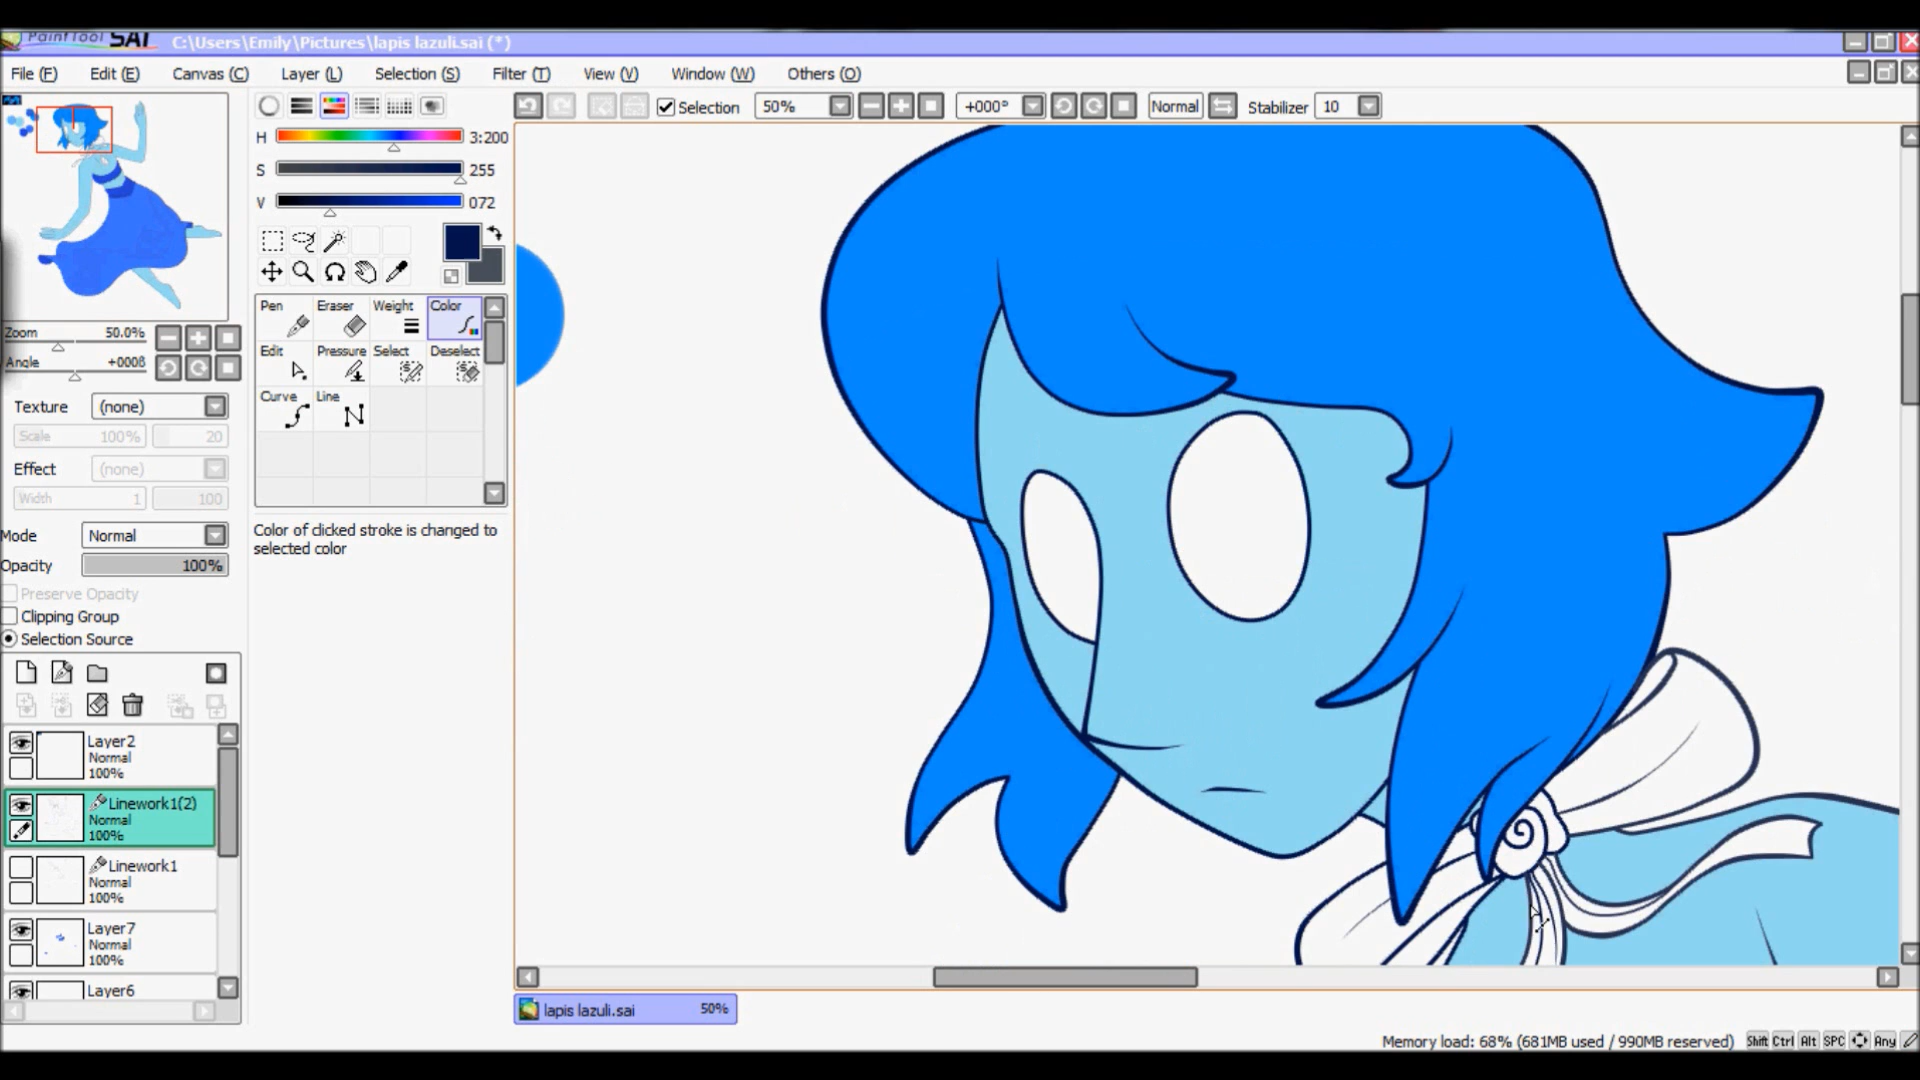 PaintTool SAI C:\Users\Emily\Pictures\lapis lazuli.sai (*)
File (F) Edit (E) Canvas (C) Layer (L) Selection (S) Filter (T) View (V) Window (W) Others (O)
Selection 50% +000° Normal Stabilizer 10
H 3:200
S 255
V 072
Pen Eraser Weight Color
Edit Pressure Select Deselect
Curve Line
Color of clicked stroke is changed to
selected color
Zoom 50.0%
Angle +000ß
Texture (none)
Scale 100% 20
Effect (none)
Width 1 100
Mode Normal
Opacity 100%
Preserve Opacity
Clipping Group
Selection Source
Layer2
Normal
100%
Linework1(2)
Normal
100%
Linework1
Normal
100%
Layer7
Normal
100%
Layer6
lapis lazuli.sai 50%
Memory load: 68% (681MB used / 990MB reserved) Shift Ctrl Alt SPC Any